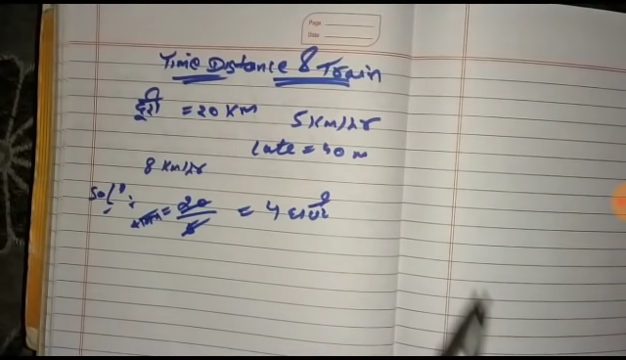 Page
Date
Time Distance & Train
दूरी = 20 KM 5 KM/hr
Late = 40 m
8 KM/hr
Sol^n:
= 20/5 = 4 घण्टे